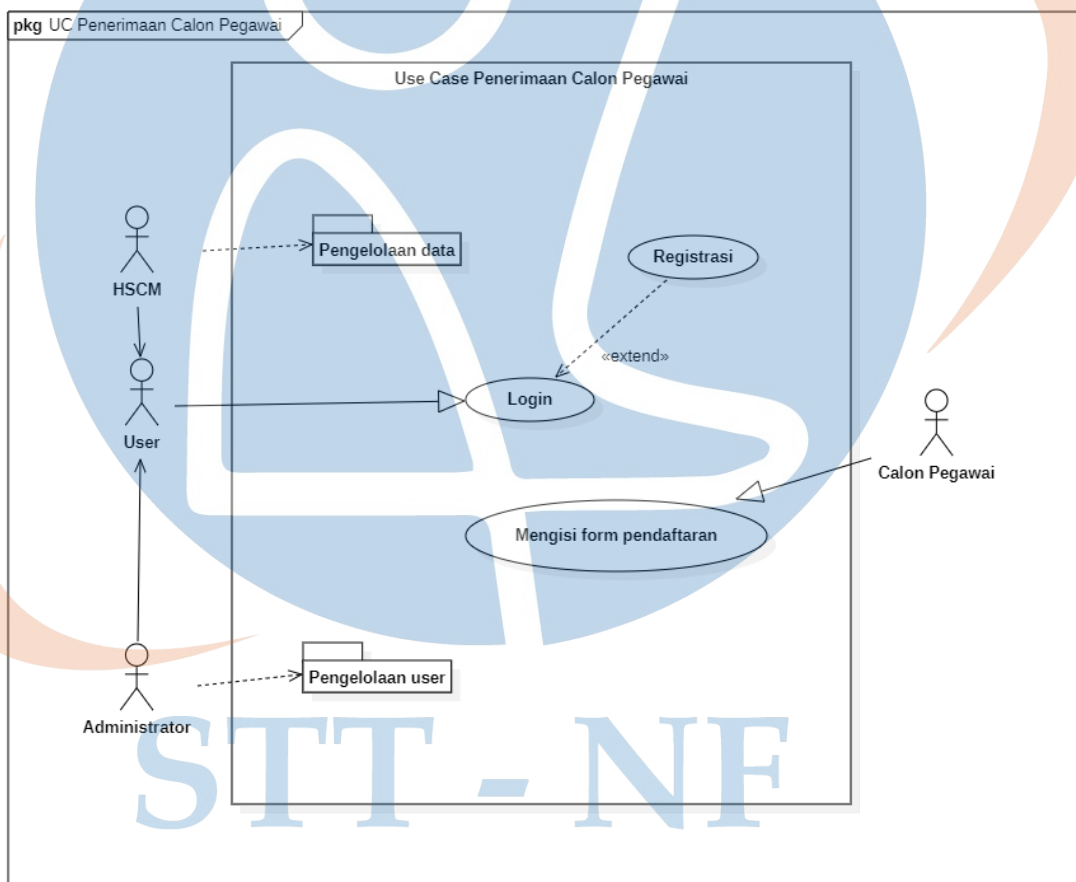 pkg UC Penerimaan Calon Pegawai
Use Case Penerimaan Calon Pegawai
Pengelolaan data
Registrasi
HSCM
«extend»
Login
User
Calon Pegawai
Mengisi form pendaftaran
Pengelolaan user
Administrator
STT - NF